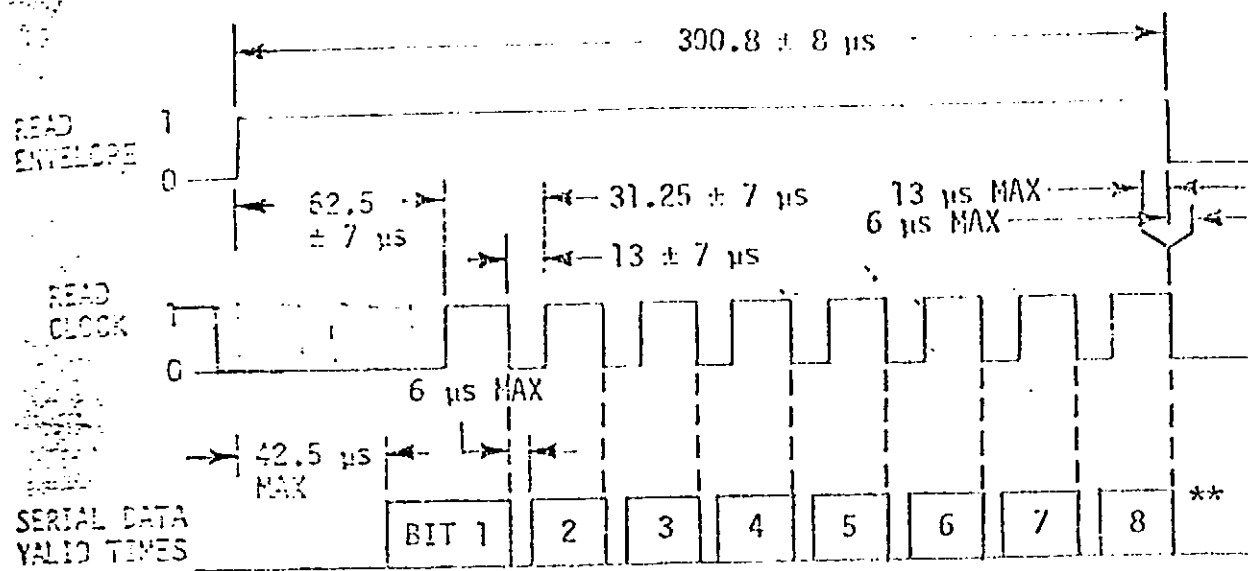 300.8 ± 8 µs
READ
ENVELOPE
1
0
62.5
± 7 µs
31.25 ± 7 µs
13 ± 7 µs
13 µs MAX
6 µs MAX
READ
CLOCK
1
0
6 µs MAX
42.5 µs
MAX
SERIAL DATA
VALID TIMES
BIT 1
2
3
4
5
6
7
8
**